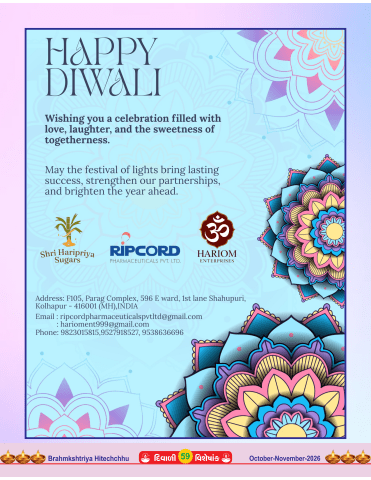 HAPPY
DIWALI
Wishing you a celebration filled with
love, laughter, and the sweetness of
togetherness.
May the festival of lights bring lasting
success, strengthen our partnerships,
and brighten the year ahead.
Shri Haripriya
Sugars
RIPCORD
PHARMACEUTICALS PVT. LTD.
HARIOM
ENTERPRISES
Address: F105, Parag Complex, 596 E ward, 1st lane Shahupuri,
Kolhapur - 416001 (MH),INDIA
Email : ripcordpharmaceuticalspvtltd@gmail.com
: harioment999@gmail.com
Phone: 9823015815,9527918527, 9538636696
Brahmkshtriya Hitechchhu દિવાળી 59 વિશેષાંક October-November-2026